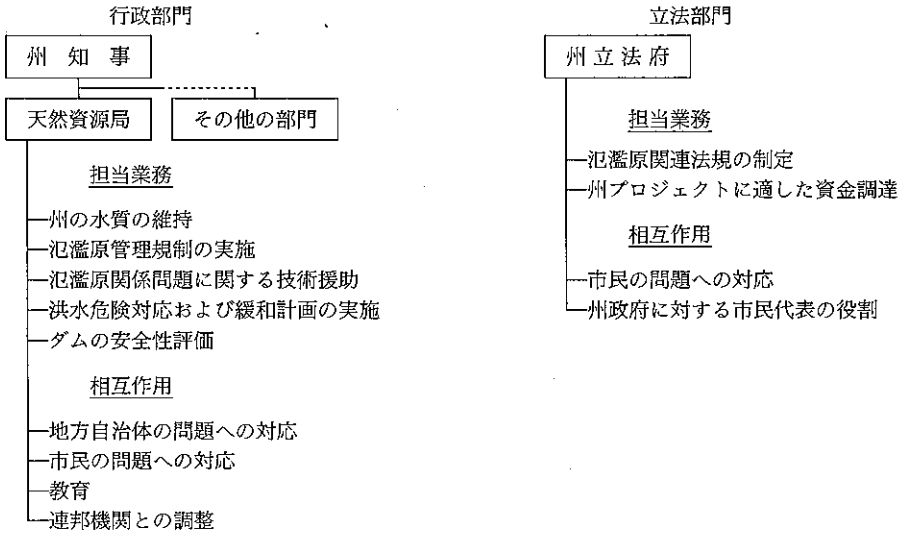 行政部門
州知事
天然資源局
その他の部門
担当業務
州の水質の維持
氾濫原管理規制の実施
氾濫原関係問題に関する技術援助
洪水危険対応および緩和計画の実施
ダムの安全性評価
相互作用
地方自治体の問題への対応
市民の問題への対応
教育
連邦機関との調整
立法部門
州立法府
担当業務
氾濫原関連法規の制定
州プロジェクトに適した資金調達
相互作用
市民の問題への対応
州政府に対する市民代表の役割